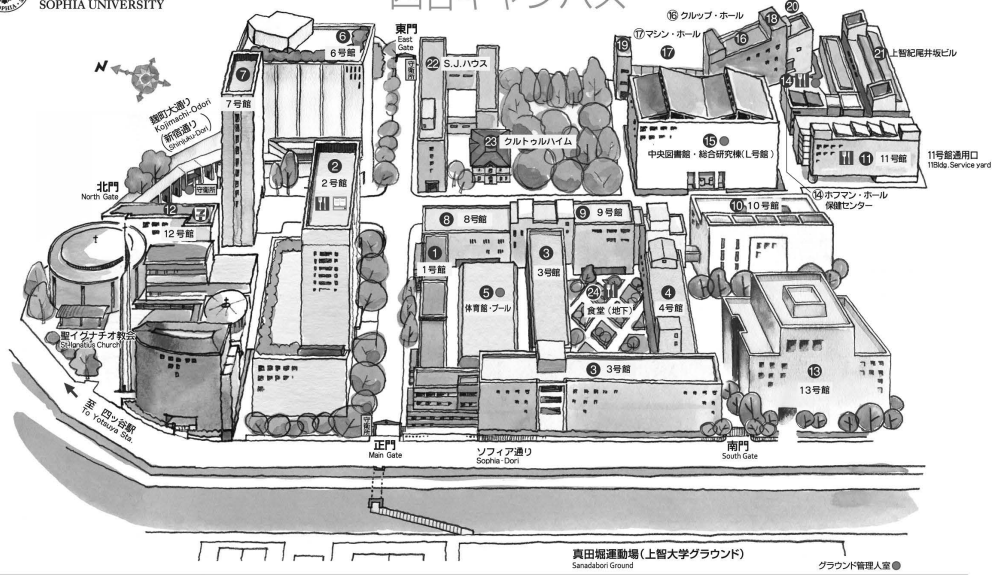 SOPHIA UNIVERSITY
四谷キャンパス
⑯ クルップ・ホール
⑰ マシン・ホール
⑳
⑱
⑯
⑲
⑰
㉑ 上智紀尾井坂ビル
⑭
東門
East
Gate
守衛所
⑥
6号館
㉒ S.J.ハウス
N
⑦
7号館
麹町大通り
Kojimachi-Odori
(新宿通り)
(Shinjuku-Dori)
㉓ クルトゥルハイム
⑮
中央図書館・総合研究棟(L号館)
⑪ 11号館
11号館通用口
11Bldg. Service yard
⑭ ホフマン・ホール
保健センター
②
2号館
北門
North Gate
守衛所
⑫
12号館
⑧ 8号館
⑨ 9号館
⑩ 10号館
①
1号館
③
3号館
⑤
体育館・プール
㉔
食堂(地下)
④
4号館
聖イグナチオ教会
St-Ignatius Church
③ 3号館
⑬
13号館
至 四ッ谷駅
To Yotsuya Sta.
守衛所
正門
Main Gate
ソフィア通り
Sophia-Dori
南門
South Gate
真田堀運動場(上智大学グラウンド)
Sanadabori Ground
グラウンド管理人室